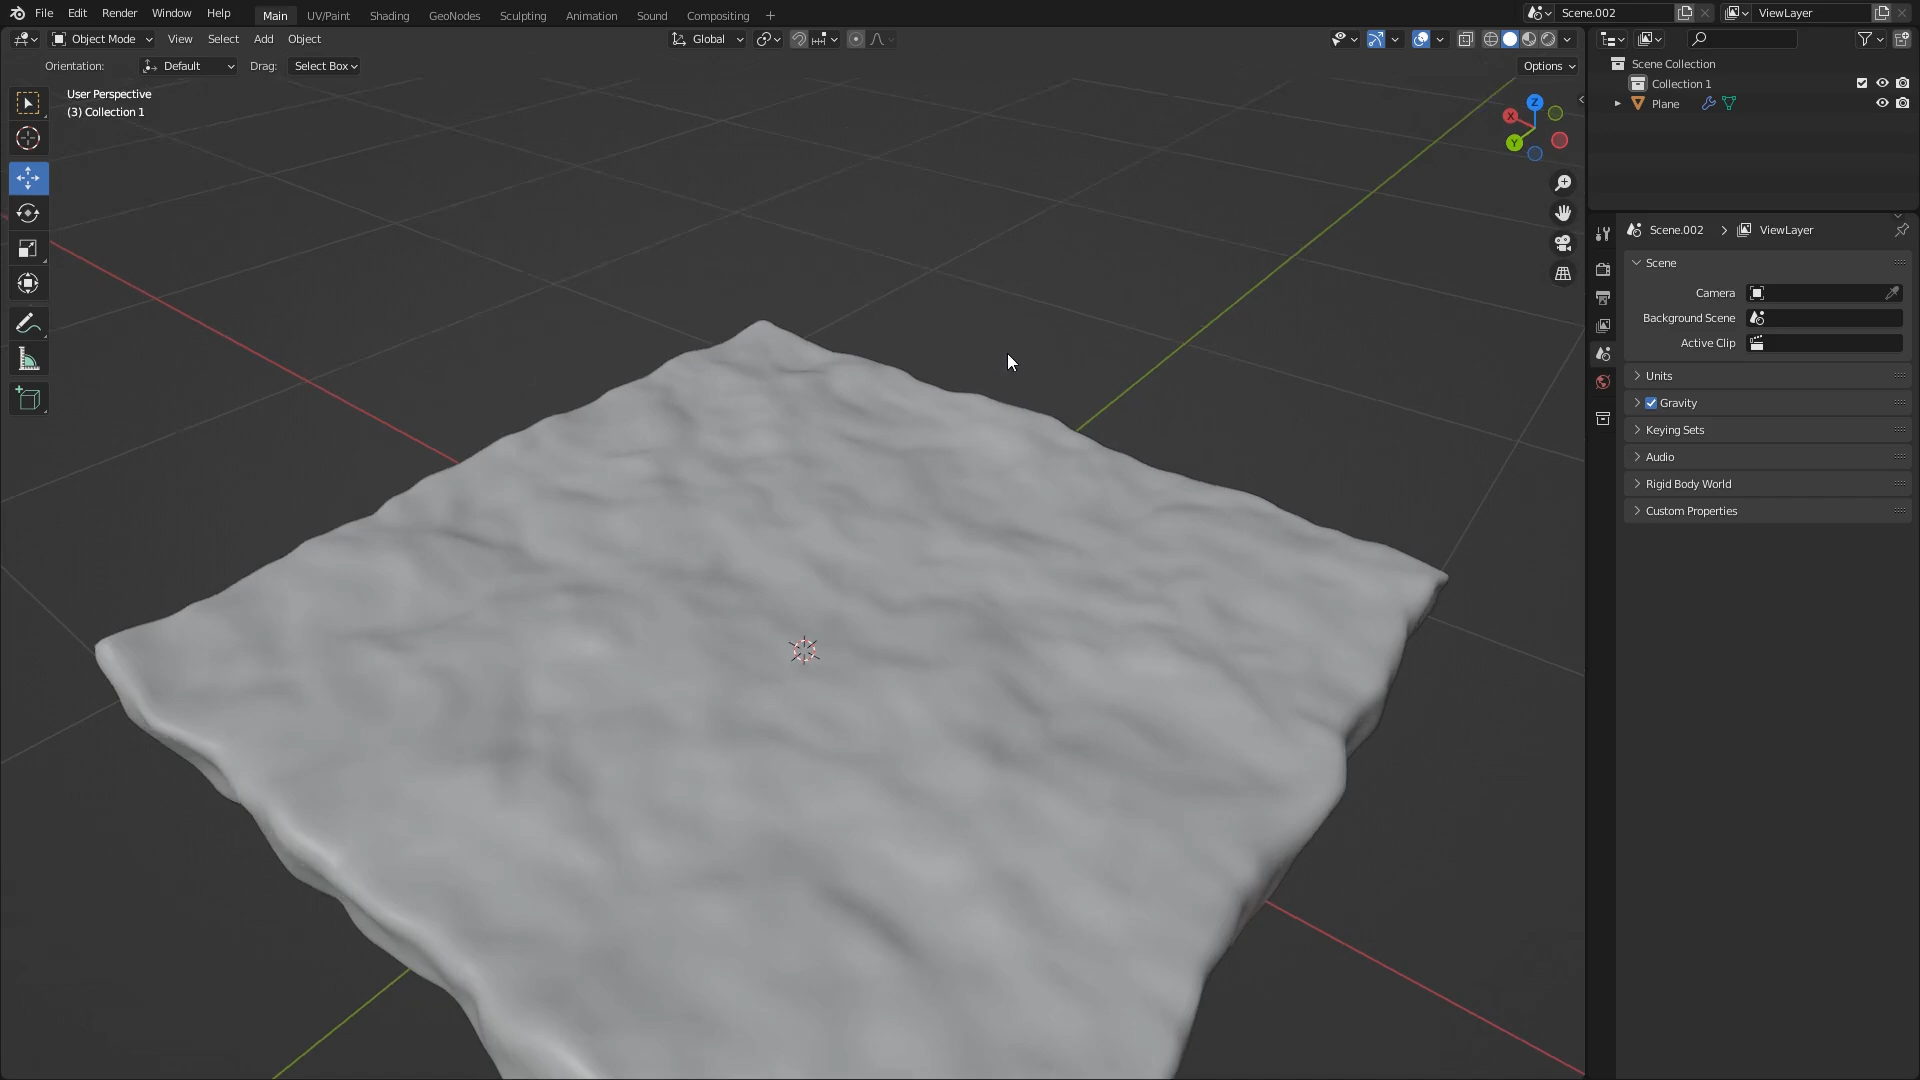 File Edit Render Window Help Main UV/Paint Shading GeoNodes Sculpting Animation Sound Compositing + Scene.002 ViewLayer
Object Mode View Select Add Object Global
Orientation: Default Drag: Select Box Options
User Perspective
(3) Collection 1
Z
X
Y
Scene Collection
Collection 1
Plane
Scene.002 > ViewLayer
Scene
Camera
Background Scene
Active Clip
Units
Gravity
Keying Sets
Audio
Rigid Body World
Custom Properties